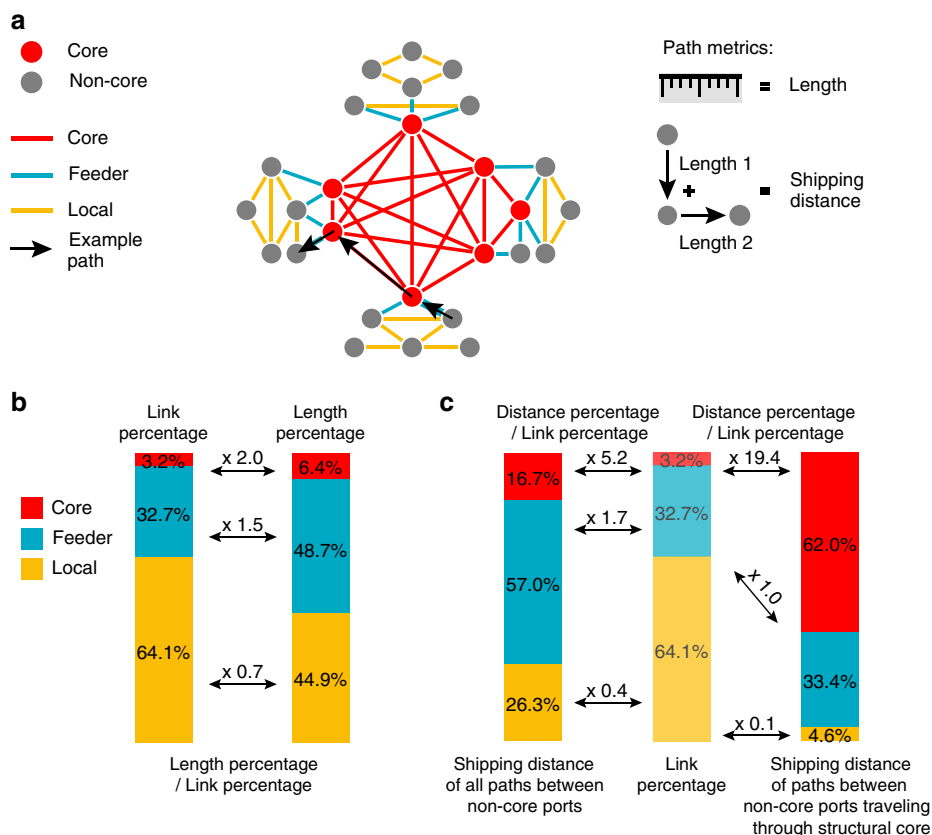 a
Core
Non-core
Core
Feeder
Local
Example
path
Path metrics:
= Length
Length 1
+
Length 2
= Shipping
distance
b
Link
percentage
Length
percentage
3.2%
x 2.0
6.4%
32.7%
x 1.5
48.7%
Core
Feeder
Local
64.1%
x 0.7
44.9%
Length percentage
/ Link percentage
c
Distance percentage
/ Link percentage
Distance percentage
/ Link percentage
16.7%
x 5.2
3.2%
x 19.4
62.0%
57.0%
x 1.7
32.7%
x 1.0
33.4%
26.3%
x 0.4
64.1%
x 0.1
4.6%
Shipping distance
of all paths between
non-core ports
Link
percentage
Shipping distance
of paths between
non-core ports traveling
through structural core